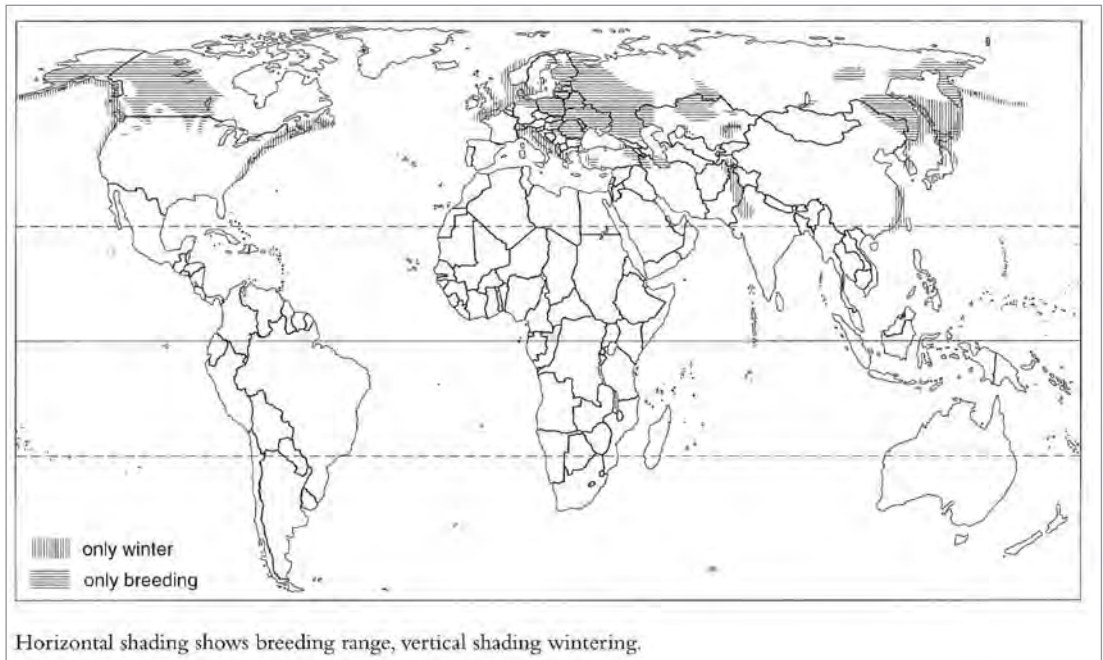 only winter
only breeding
Horizontal shading shows breeding range, vertical shading wintering.